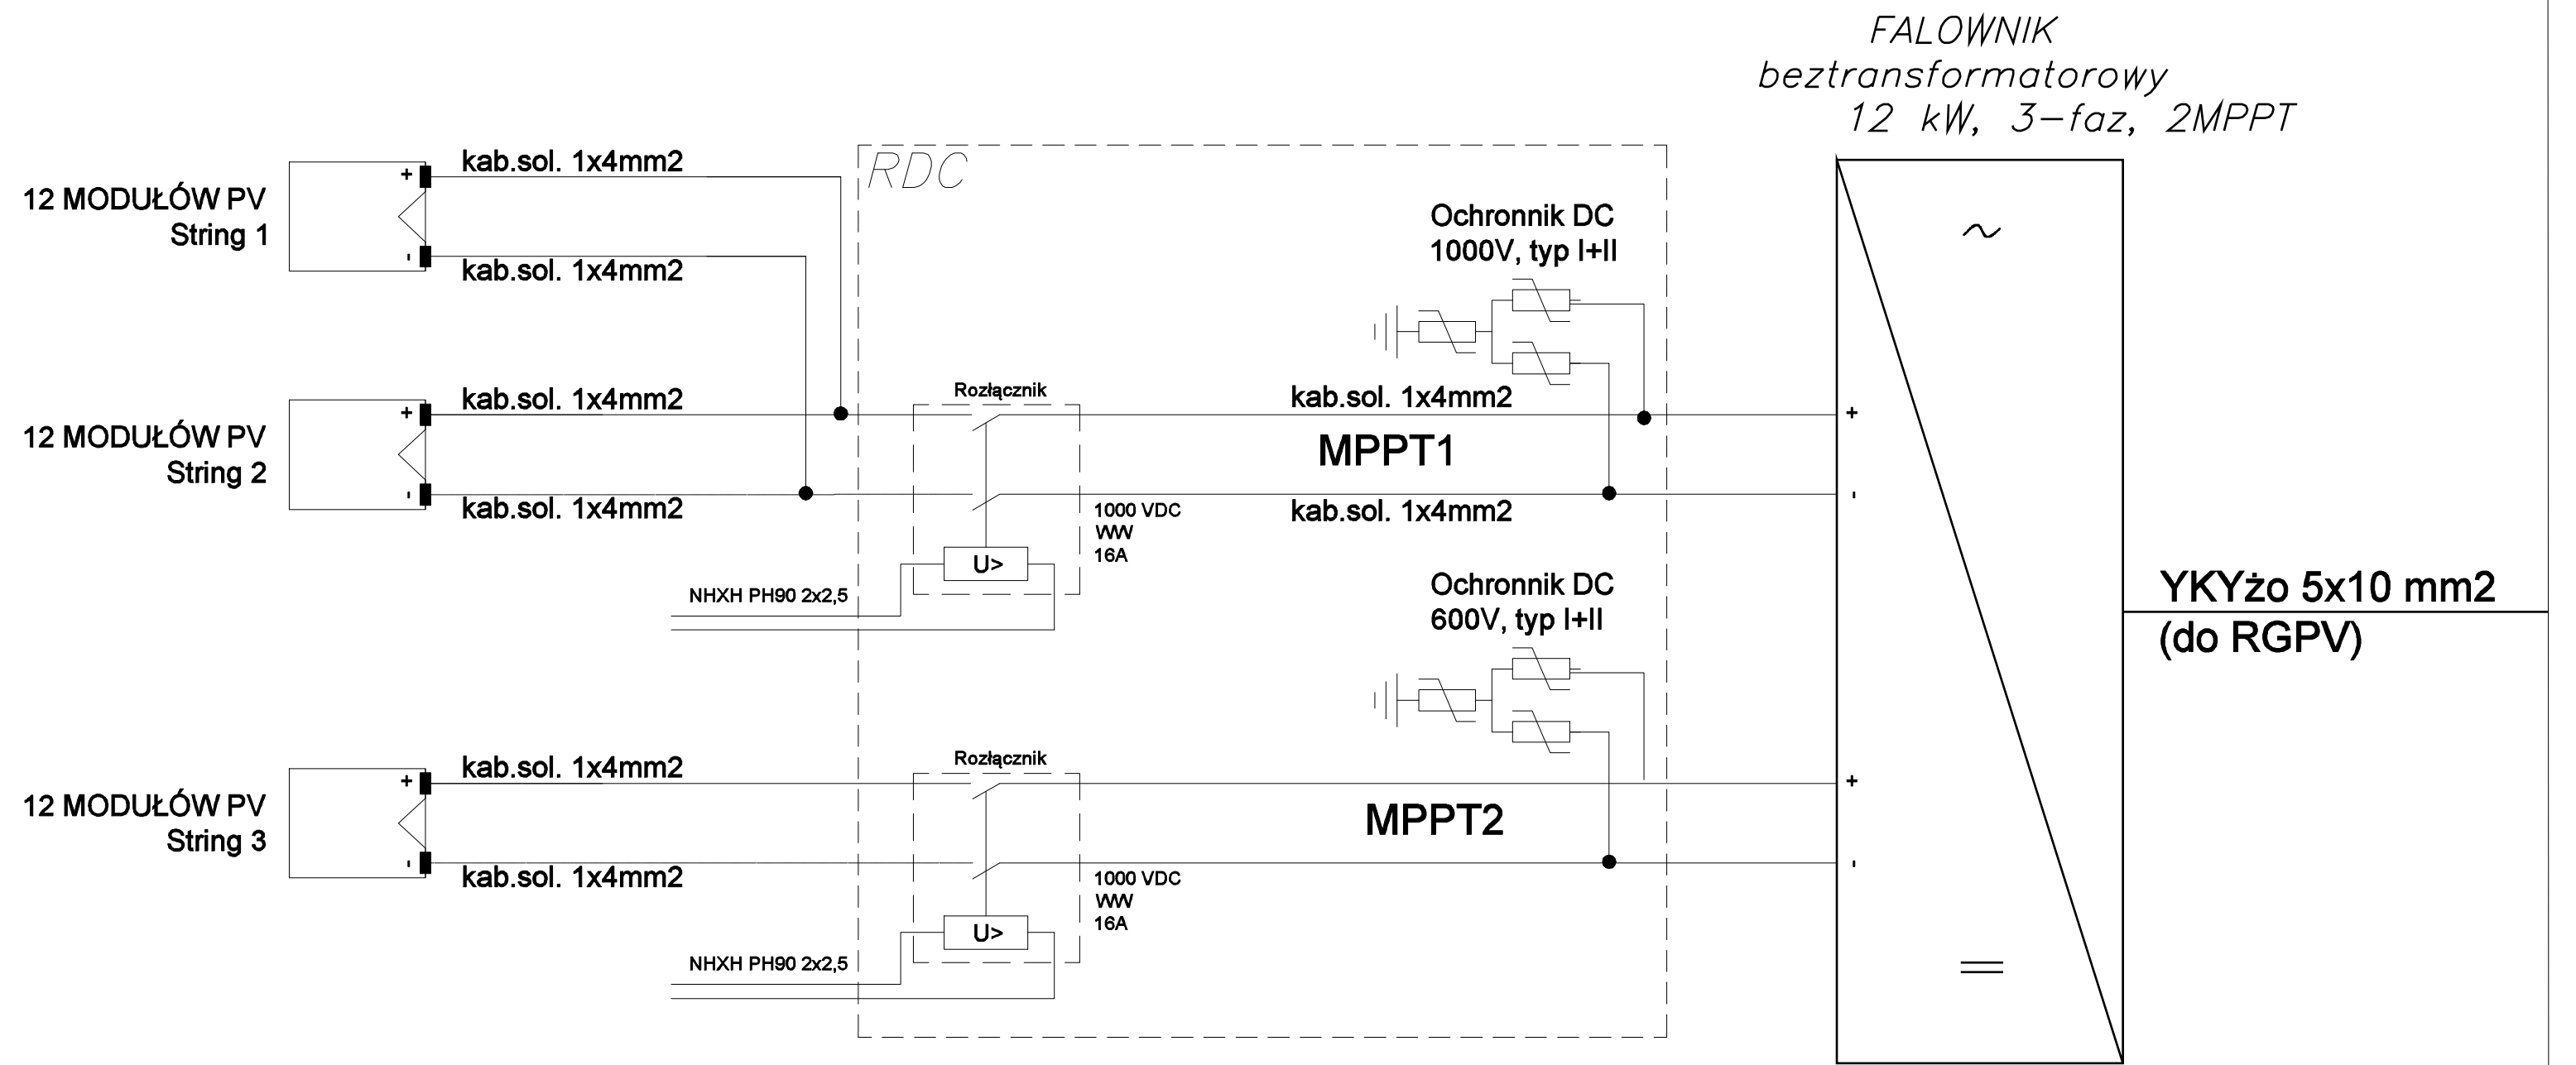 FALOWNIK
beztransformatorowy
12 kW, 3-faz, 2MPPT
RDC
12 MODUŁÓW PV
String 1
+
-
kab.sol. 1x4mm2
kab.sol. 1x4mm2
Ochronnik DC
1000V, typ I+II
~
12 MODUŁÓW PV
String 2
+
-
kab.sol. 1x4mm2
kab.sol. 1x4mm2
Rozłącznik
kab.sol. 1x4mm2
MPPT1
kab.sol. 1x4mm2
+
-
1000 VDC
WW
16A
U>
NHXH PH90 2x2,5
Ochronnik DC
600V, typ I+II
YKYżo 5x10 mm2
(do RGPV)
12 MODUŁÓW PV
String 3
+
-
kab.sol. 1x4mm2
kab.sol. 1x4mm2
Rozłącznik
MPPT2
+
-
1000 VDC
WW
16A
U>
NHXH PH90 2x2,5